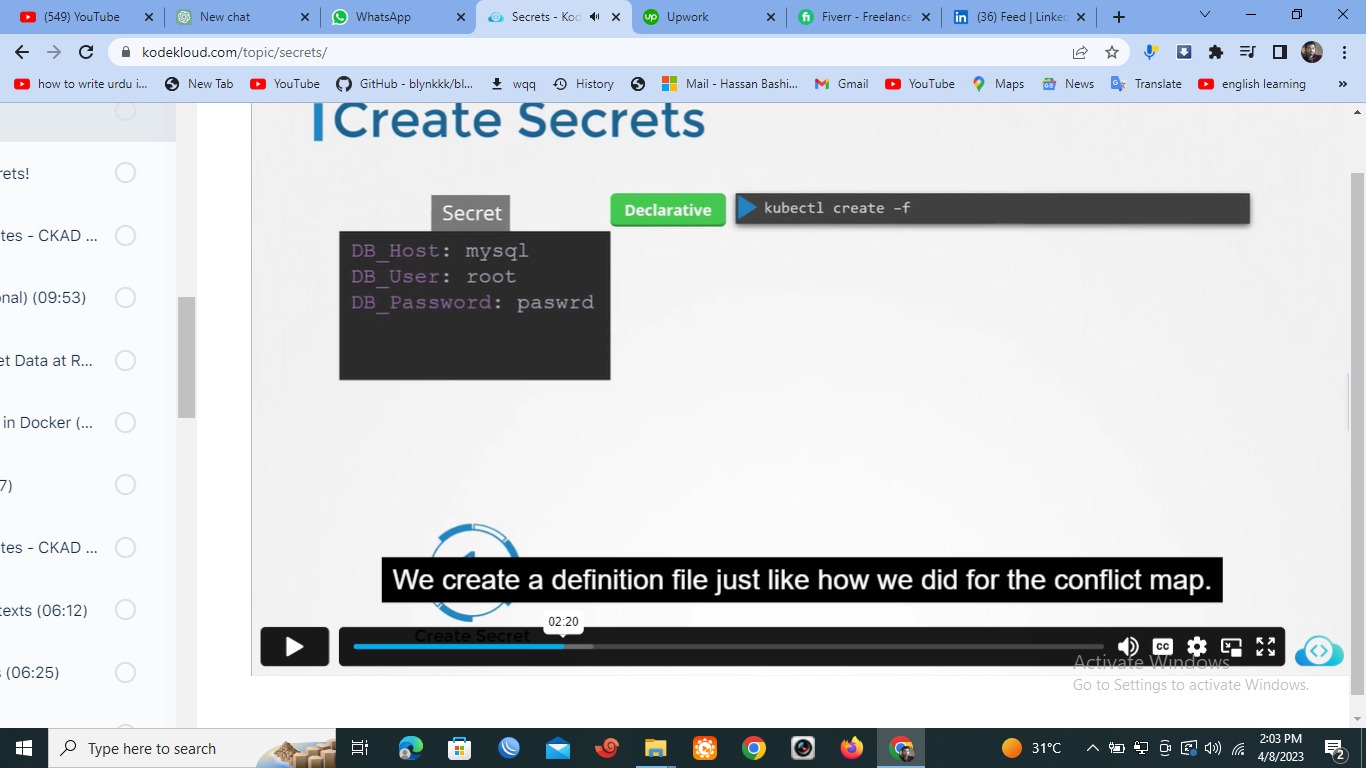 (549) YouTube
New chat
WhatsApp
Secrets - Kod
Upwork
Fiverr - Freelance
(36) Feed | Linke
kodekloud.com/topic/secrets/
how to write urdu i...
New Tab
YouTube
GitHub - blynkkk/bl...
wqq
History
Mail - Hassan Bashi...
Gmail
YouTube
Maps
News
Translate
english learning
»
Create Secrets
rets!
Secret
Declarative
kubectl create –f
tes - CKAD ...
DB_Host: mysql
DB_User: root
DB_Password: paswrd
onal) (09:53)
et Data at R...
in Docker (...
7)
tes - CKAD ...
We create a definition file just like how we did for the conflict map.
texts (06:12)
02:20
Create Secret
CC
s (06:25)
Activate Windows
Go to Settings to activate Windows.
Type here to search
31°C
2:03 PM
4/8/2023
2